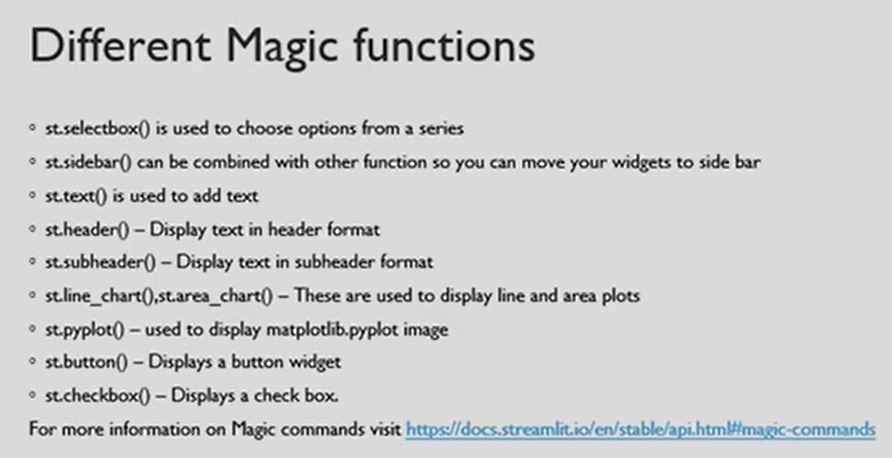 Different Magic functions
◦ st.selectbox() is used to choose options from a series
◦ st.sidebar() can be combined with other function so you can move your widgets to side bar
◦ st.text() is used to add text
◦ st.header() – Display text in header format
◦ st.subheader() – Display text in subheader format
◦ st.line_chart(),st.area_chart() – These are used to display line and area plots
◦ st.pyplot() – used to display matplotlib.pyplot image
◦ st.button() – Displays a button widget
◦ st.checkbox() – Displays a check box.
For more information on Magic commands visit https://docs.streamlit.io/en/stable/api.html#magic-commands